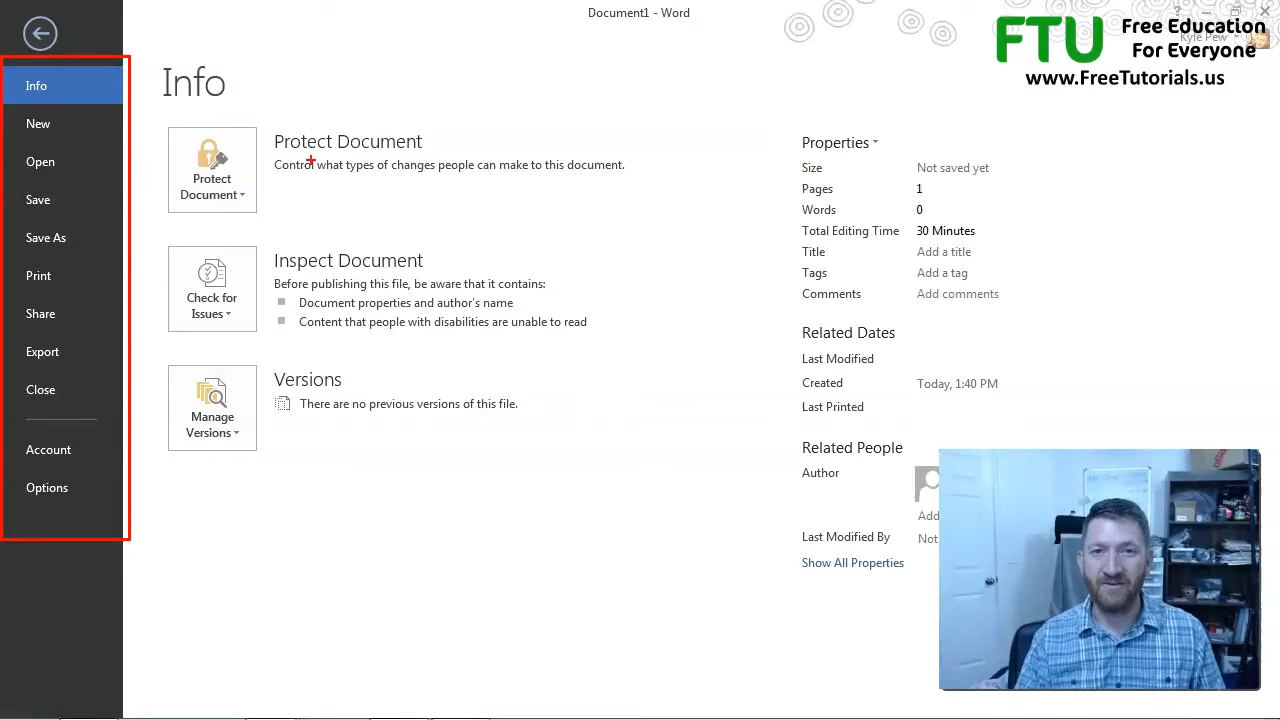 Document1 - Word
?
FTU
Free Education
For Everyone
Kyle Pew
www.FreeTutorials.us
Info
New
Open
Save
Save As
Print
Share
Export
Close
Account
Options
Info
Protect
Document
Protect Document
Control what types of changes people can make to this document.
Check for
Issues
Inspect Document
Before publishing this file, be aware that it contains:
Document properties and author's name
Content that people with disabilities are unable to read
Manage
Versions
Versions
There are no previous versions of this file.
Properties
Size Not saved yet
Pages 1
Words 0
Total Editing Time 30 Minutes
Title Add a title
Tags Add a tag
Comments Add comments
Related Dates
Last Modified
Created Today, 1:40 PM
Last Printed
Related People
Author
Add
Last Modified By Not
Show All Properties